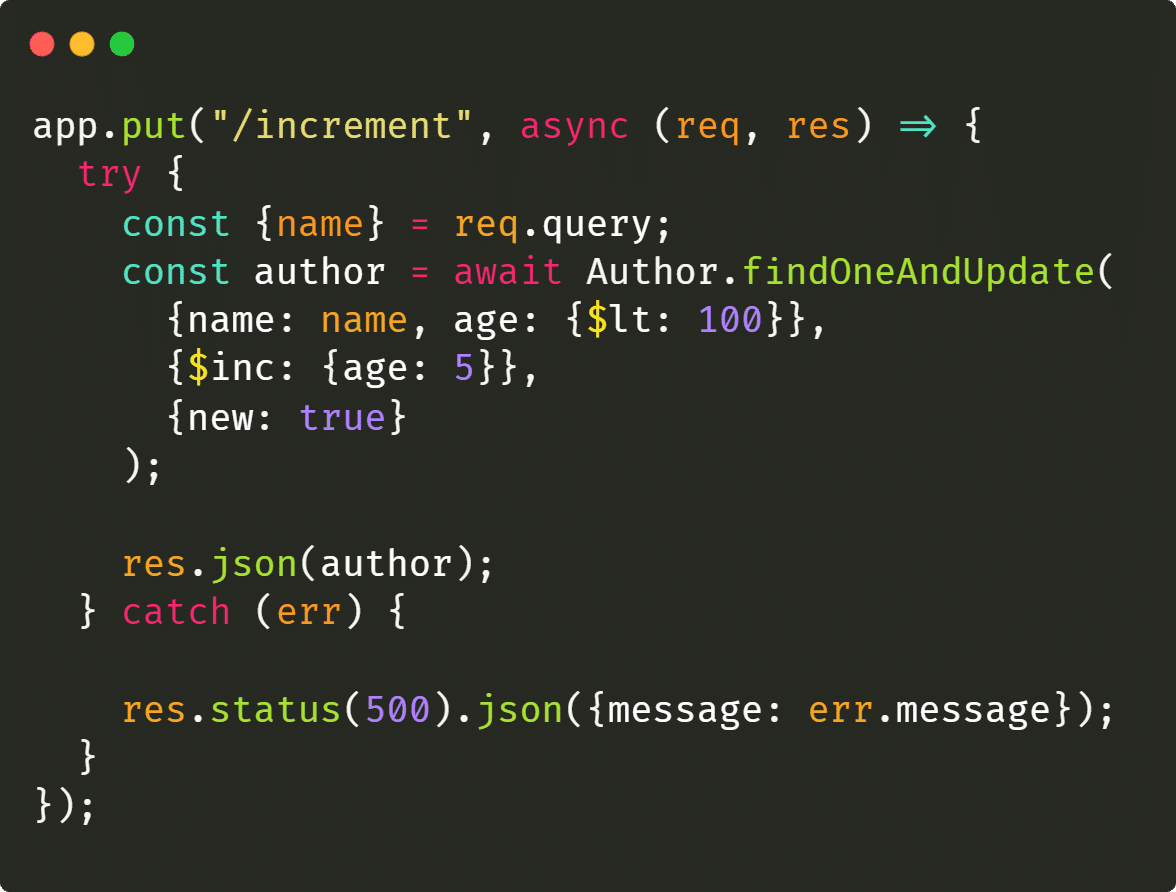 app.put("/increment", async (req, res) => {
  try {
    const {name} = req.query;
    const author = await Author.findOneAndUpdate(
      {name: name, age: {$lt: 100}},
      {$inc: {age: 5}},
      {new: true}
    );

    res.json(author);
  } catch (err) {

    res.status(500).json({message: err.message});
  }
});